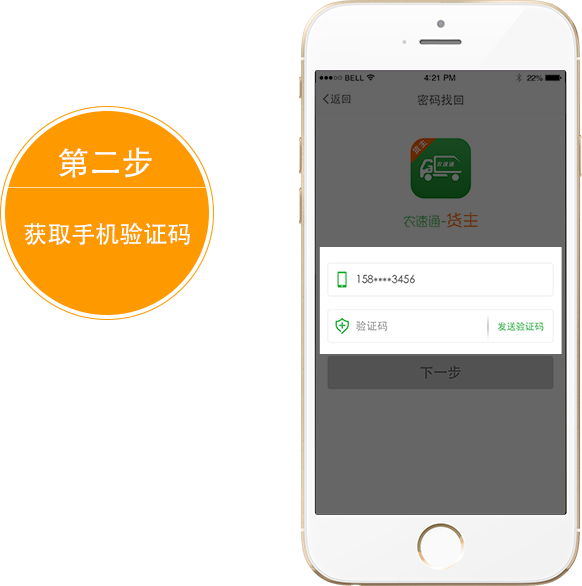 第二步
获取手机验证码
BELL 4:21 PM 22%
返回 密码找回
货主
农速通
农速通-货主
158****3456
验证码 发送验证码
下一步